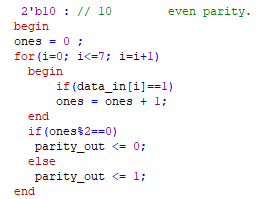 2'b10 : // 10        even parity.
begin
ones = 0 ;
for(i=0; i<=7; i=i+1)
  begin
      if(data_in[i]==1)
      ones = ones + 1;
  end
  if(ones%2==0)
   parity_out <= 0;
  else
   parity_out <= 1;
end